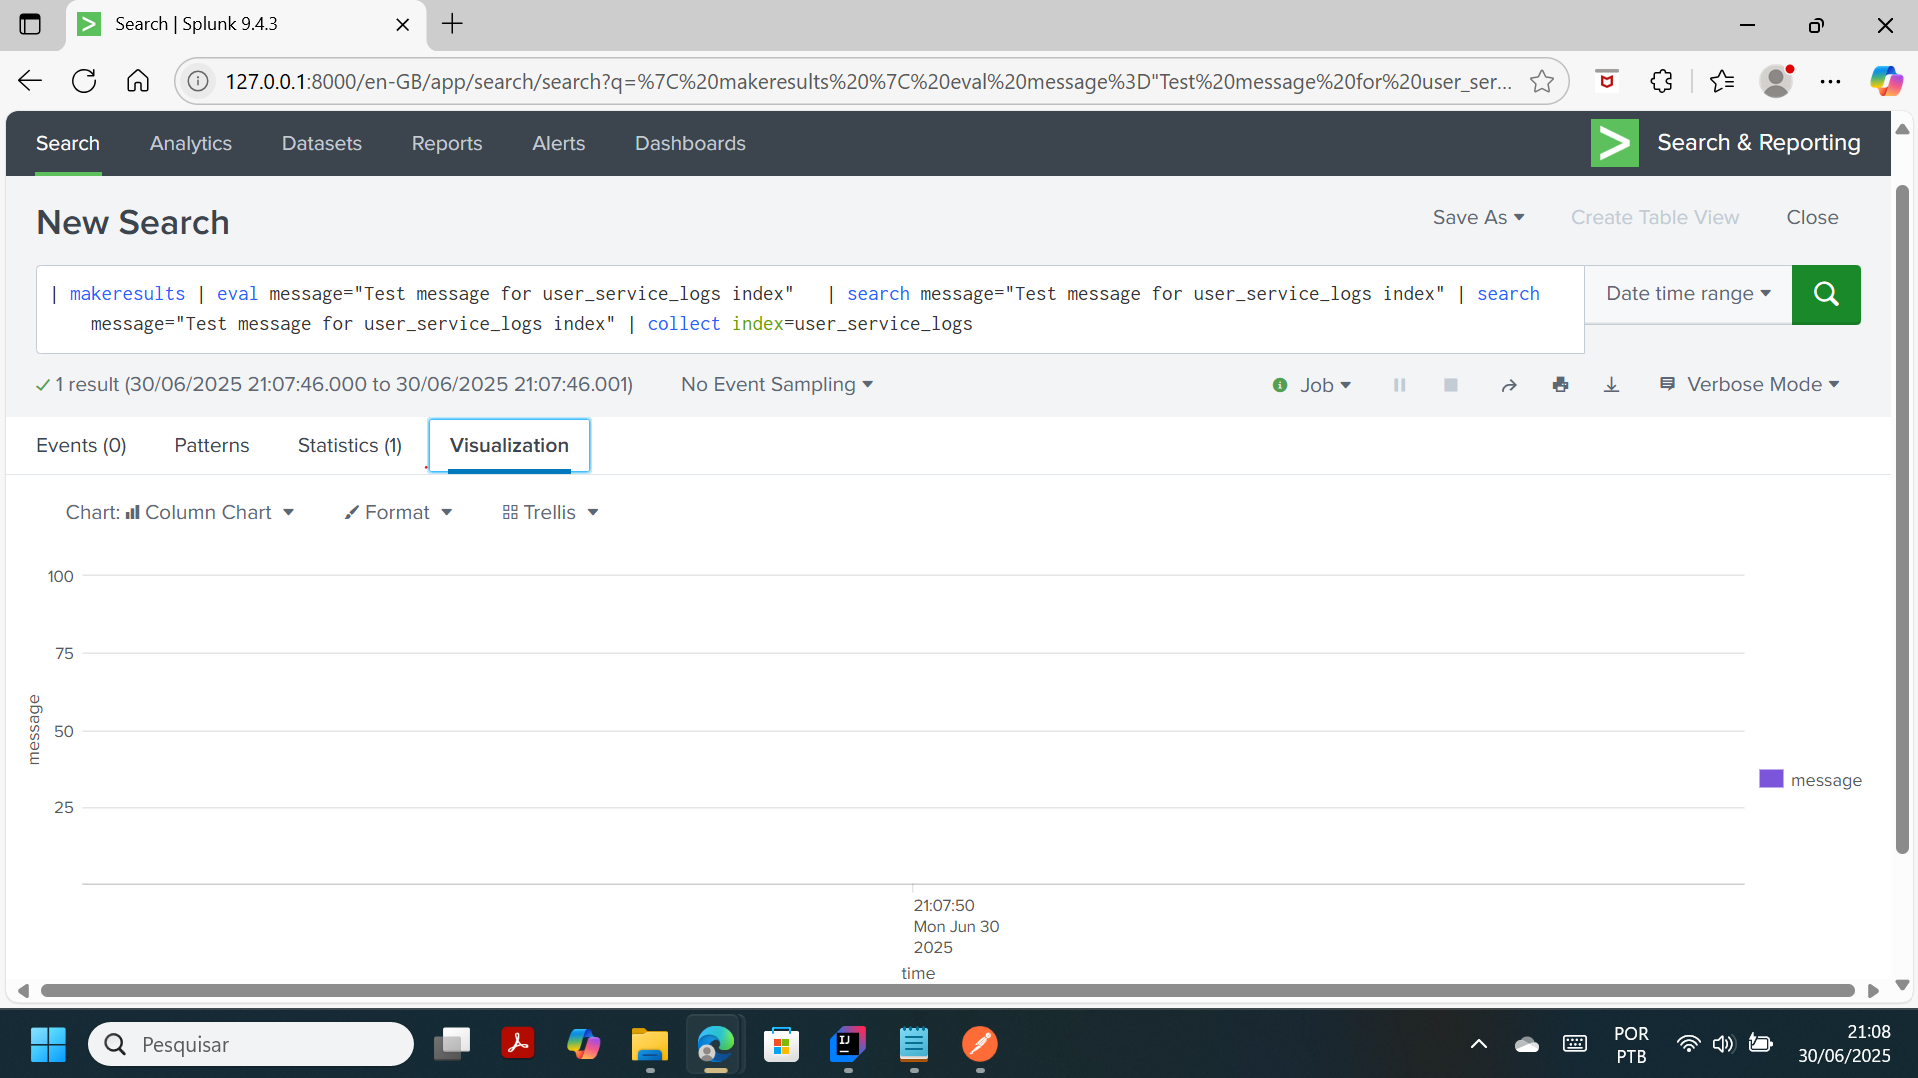 Search | Splunk 9.4.3
127.0.0.1:8000/en-GB/app/search/search?q=%7C%20makeresults%20%7C%20eval%20message%3D"Test%20message%20for%20user_ser...
Search Analytics Datasets Reports Alerts Dashboards
Search & Reporting
New Search
Save As
Create Table View
Close
| makeresults | eval message="Test message for user_service_logs index" | search message="Test message for user_service_logs index" | search
message="Test message for user_service_logs index" | collect index=user_service_logs
Date time range
1 result (30/06/2025 21:07:46.000 to 30/06/2025 21:07:46.001)
No Event Sampling
Job
Verbose Mode
Events (0) Patterns Statistics (1) Visualization
Chart: Column Chart
Format
Trellis
100
75
50
25
message
message
21:07:50
Mon Jun 30
2025
time
Pesquisar
IJ
POR
PTB
21:08
30/06/2025